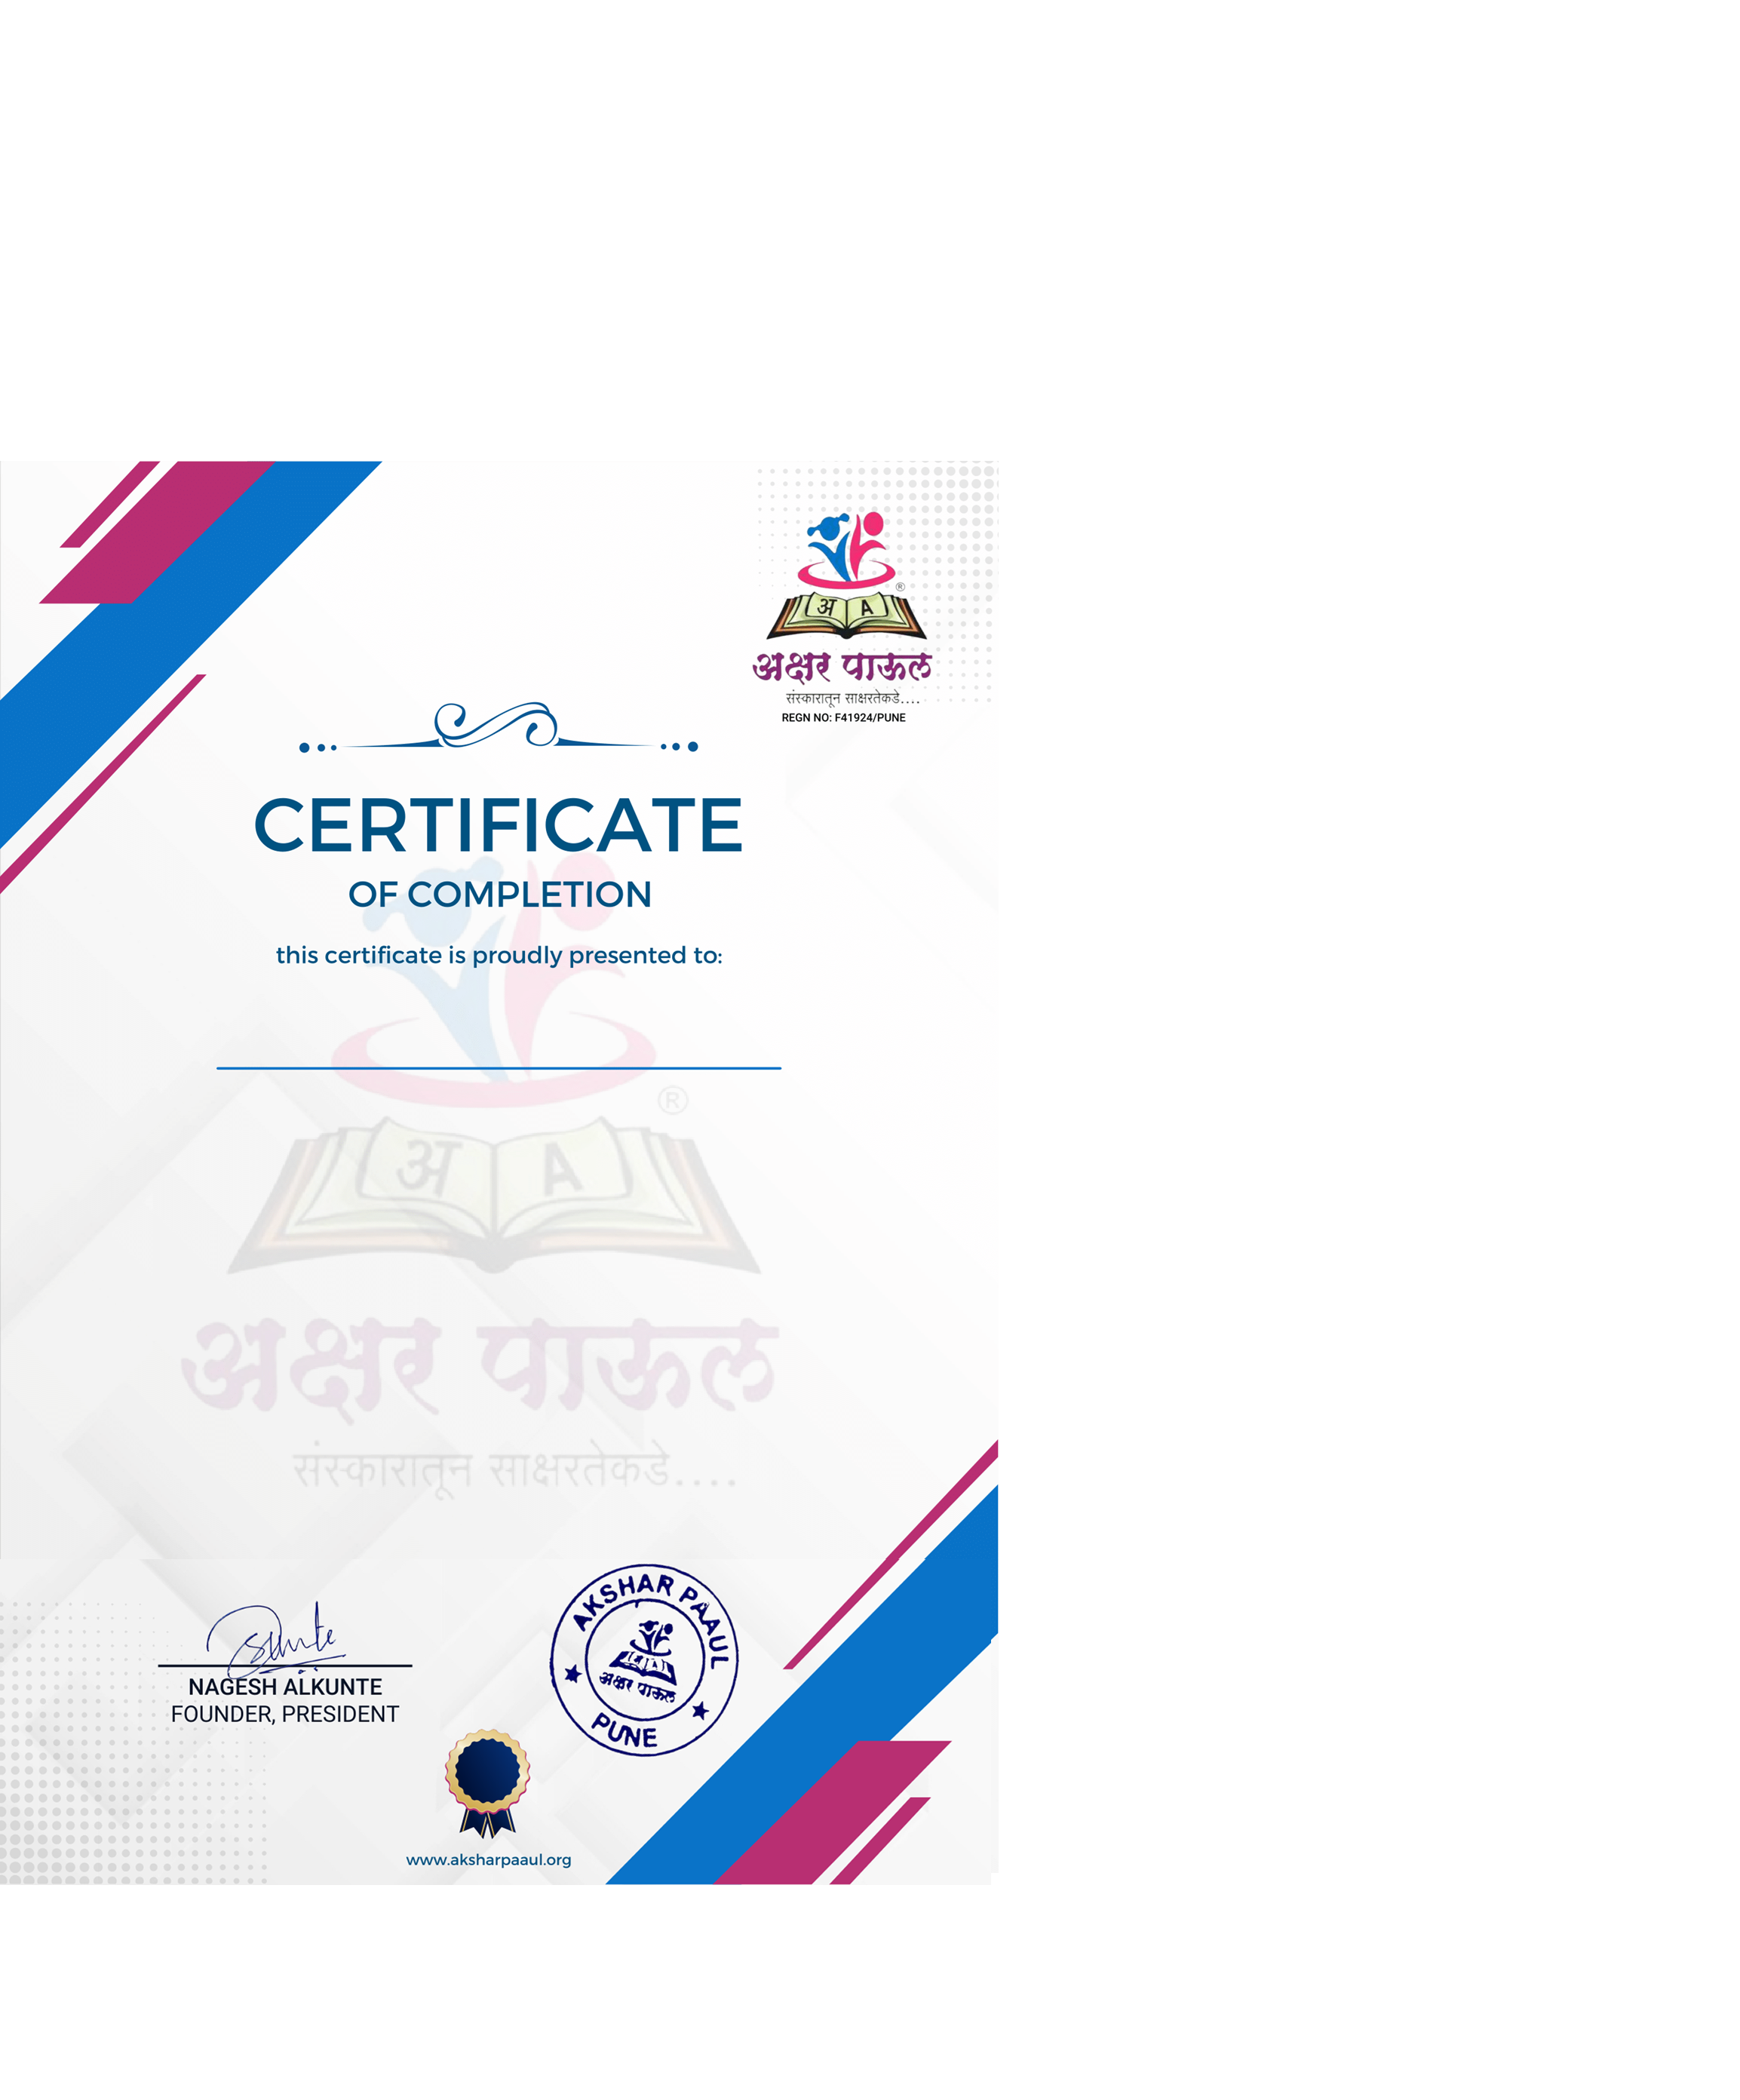 ®
अ A
अक्षर पाऊल
संस्कारातून साक्षरतेकडे....
REGN NO: F41924/PUNE
CERTIFICATE
OF COMPLETION
this certificate is proudly presented to:
®
अ A
अक्षर पाऊल
संस्कारातून साक्षरतेकडे....
NAGESH ALKUNTE
FOUNDER, PRESIDENT
AKSHAR PAAUL
अक्षर पाऊल
PUNE
www.aksharpaaul.org